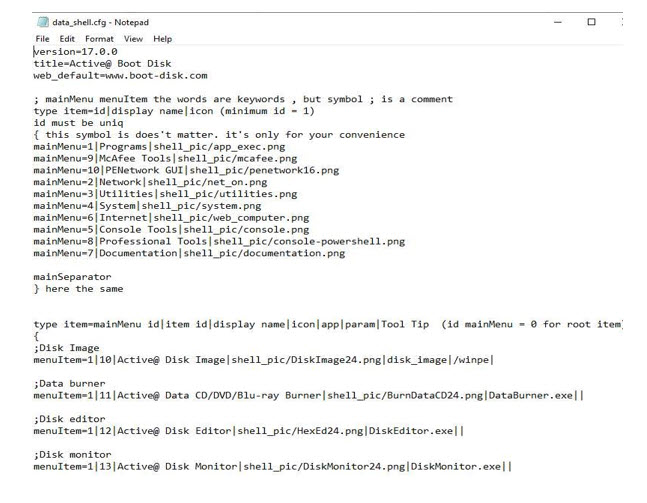 data_shell.cfg - Notepad
File Edit Format View Help
version=17.0.0
title=Active@ Boot Disk
web_default=www.boot-disk.com
; mainMenu menuItem the words are keywords , but symbol ; is a comment
type item=id|display name|icon (minimum id = 1)
id must be uniq
{ this symbol is does't matter. it's only for your convenience
mainMenu=1|Programs|shell_pic/app_exec.png
mainMenu=9|McAfee Tools|shell_pic/mcafee.png
mainMenu=10|PENetwork GUI|shell_pic/penetwork16.png
mainMenu=2|Network|shell_pic/net_on.png
mainMenu=3|Utilities|shell_pic/utilities.png
mainMenu=4|System|shell_pic/system.png
mainMenu=6|Internet|shell_pic/web_computer.png
mainMenu=5|Console Tools|shell_pic/console.png
mainMenu=8|Professional Tools|shell_pic/console-powershell.png
mainMenu=7|Documentation|shell_pic/documentation.png
mainSeparator
} here the same
type item=mainMenu id|item id|display name|icon|app|param|Tool Tip (id mainMenu = 0 for root item
{
;Disk Image
menuItem=1|10|Active@ Disk Image|shell_pic/DiskImage24.png|disk_image|/winpe|
;Data burner
menuItem=1|11|Active@ Data CD/DVD/Blu-ray Burner|shell_pic/BurnDataCD24.png|DataBurner.exe||
;Disk editor
menuItem=1|12|Active@ Disk Editor|shell_pic/HexEd24.png|DiskEditor.exe||
;Disk monitor
menuItem=1|13|Active@ Disk Monitor|shell_pic/DiskMonitor24.png|DiskMonitor.exe||